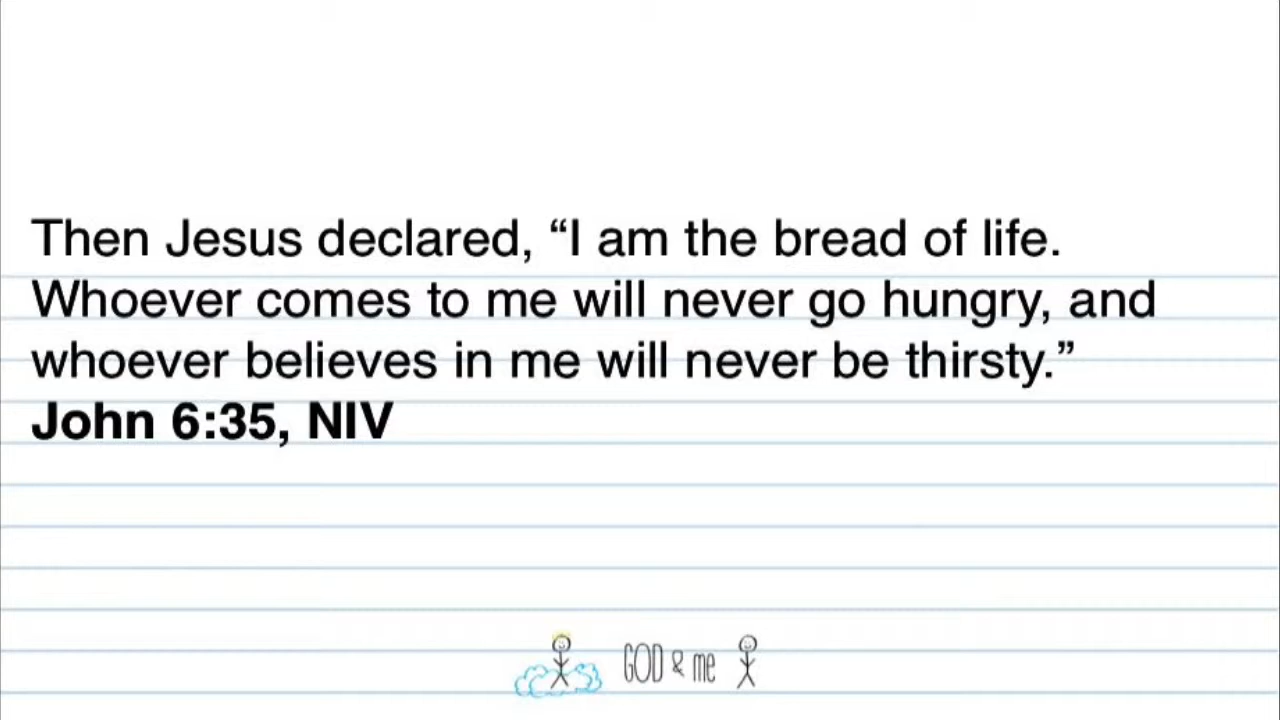 Then Jesus declared, “I am the bread of life.
Whoever comes to me will never go hungry, and
whoever believes in me will never be thirsty.”
John 6:35, NIV
GOD & me